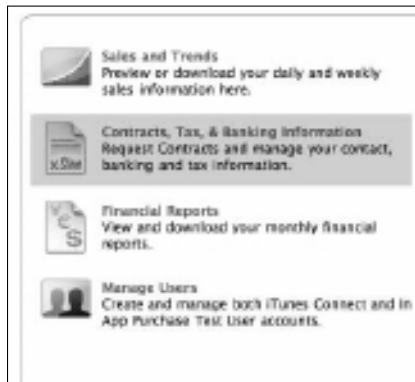 Sales and Trends
Preview or download your daily and weekly
sales information here.
Contracts, Tax, & Banking Information
Request Contracts and manage your contact,
banking and tax information.
Financial Reports
View and download your monthly financial
reports.
Manage Users
Create and manage both iTunes Connect and In
App Purchase Test User accounts.